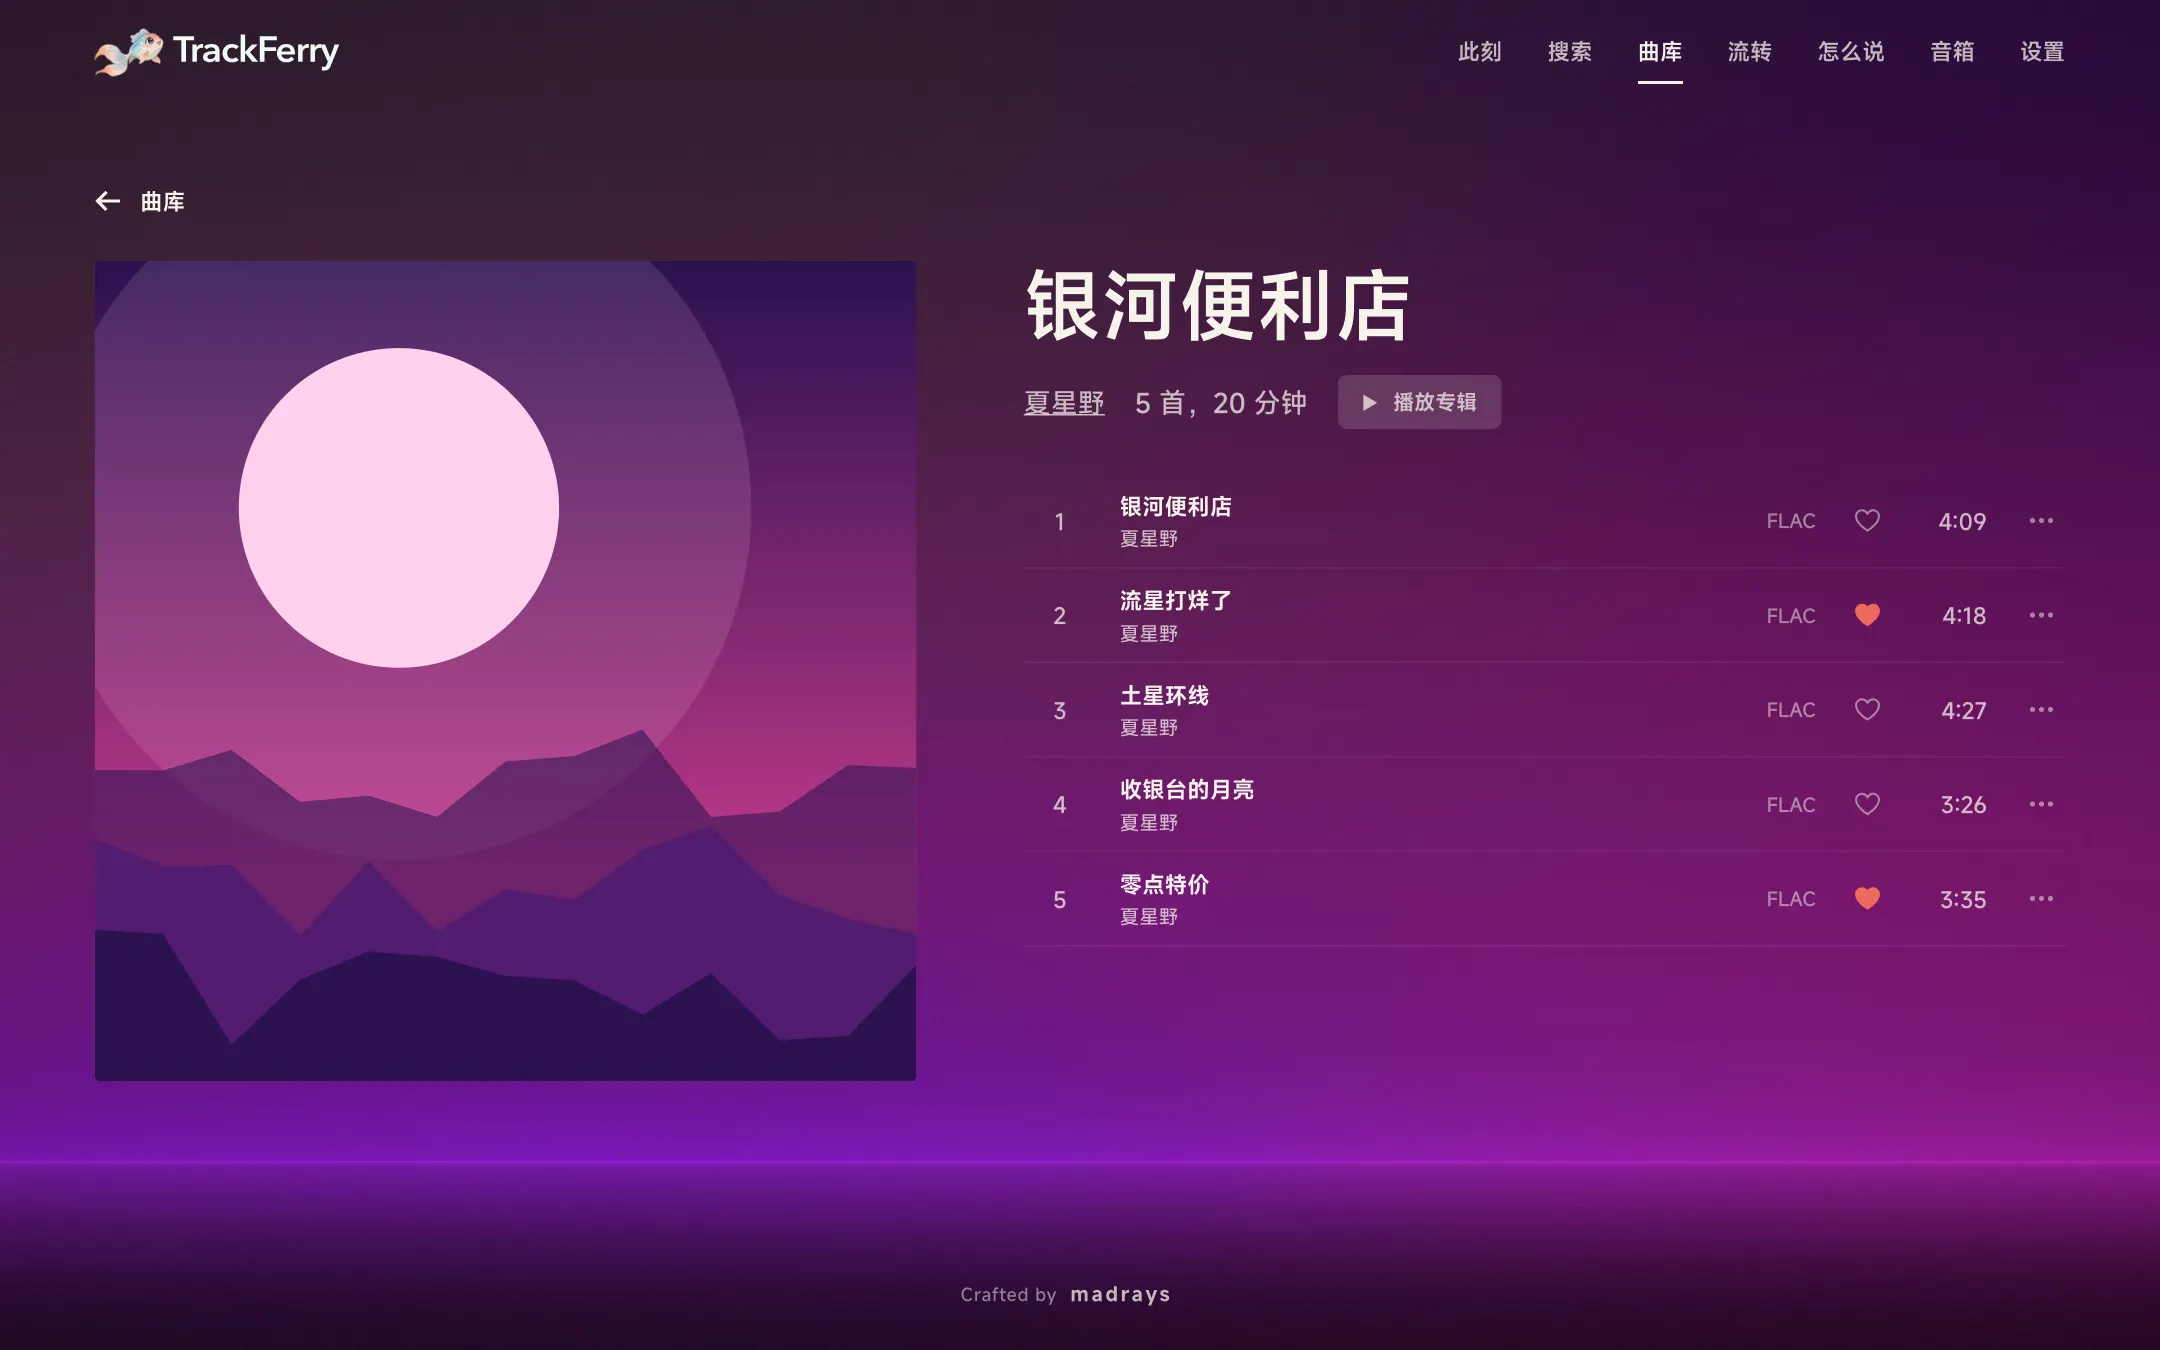 TrackFerry
此刻 搜索 曲库 流转 怎么说 音箱 设置
曲库
银河便利店
夏星野 5 首，20 分钟 播放专辑
1 银河便利店 FLAC 4:09
夏星野
2 流星打烊了 FLAC 4:18
夏星野
3 土星环线 FLAC 4:27
夏星野
4 收银台的月亮 FLAC 3:26
夏星野
5 零点特价 FLAC 3:35
夏星野
Crafted by madrays